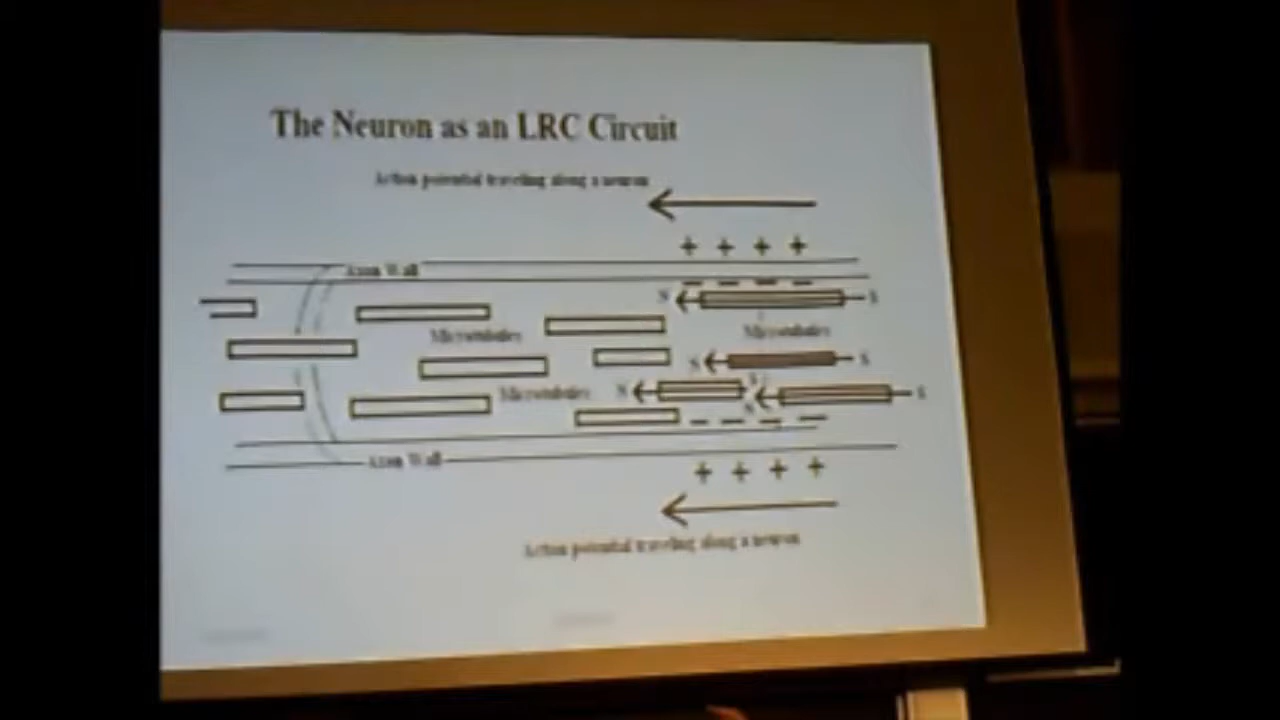 The Neuron as an LRC Circuit
Action potential traveling along a neuron
+ + + +
Axon Wall
N S
Microtubules
Microtubules
N S
Microtubules
N S
N S
Axon Wall
+ + + +
Action potential traveling along a neuron